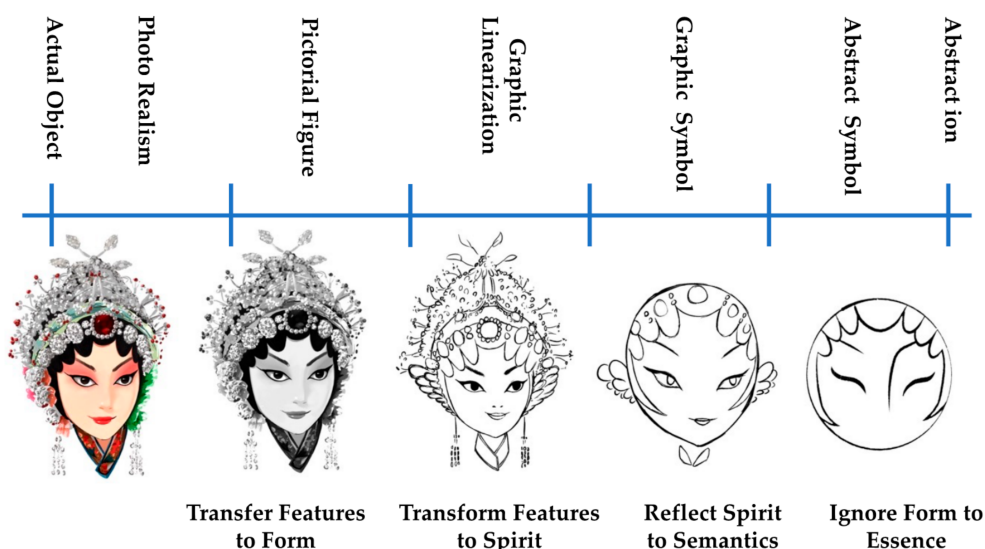 Actual Object
Photo Realism
Pictorial Figure
Graphic
Linearization
Graphic Symbol
Abstract Symbol
Abstract ion
Transfer Features
to Form
Transform Features
to Spirit
Reflect Spirit
to Semantics
Ignore Form to
Essence